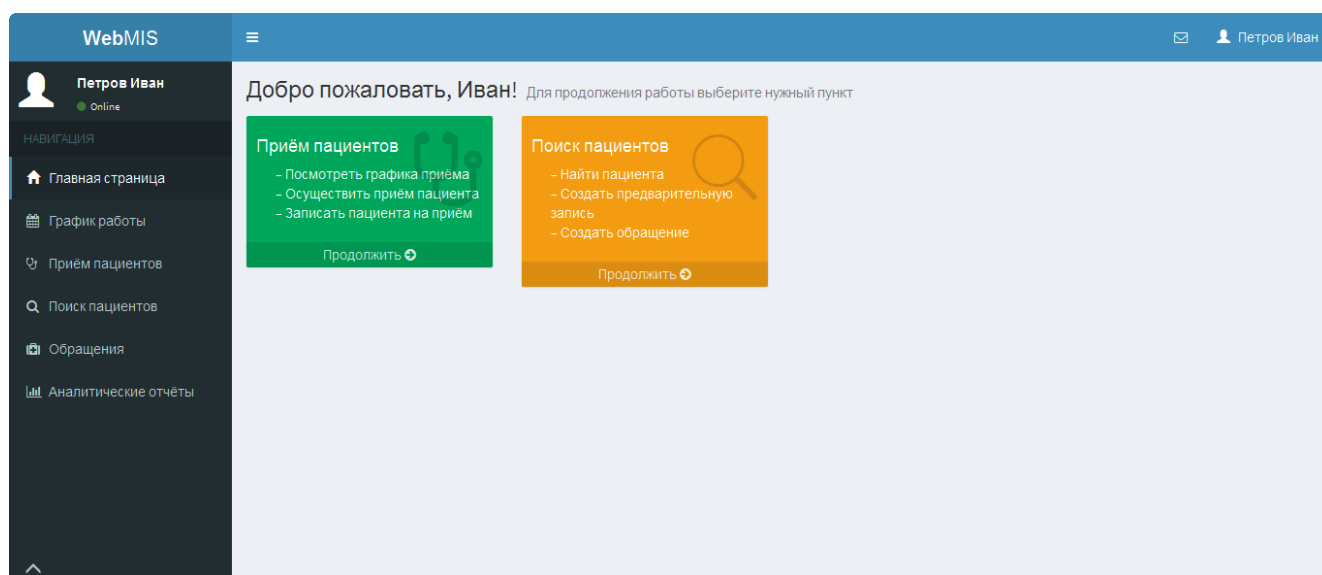 WebMIS
Петров Иван
Петров Иван
Online
НАВИГАЦИЯ
Главная страница
График работы
Приём пациентов
Поиск пациентов
Обращения
Аналитические отчёты
Добро пожаловать, Иван! Для продолжения работы выберите нужный пункт
Приём пациентов
– Посмотреть графика приёма
– Осуществить приём пациента
– Записать пациента на приём
Продолжить
Поиск пациентов
– Найти пациента
– Создать предварительную
запись
– Создать обращение
Продолжить